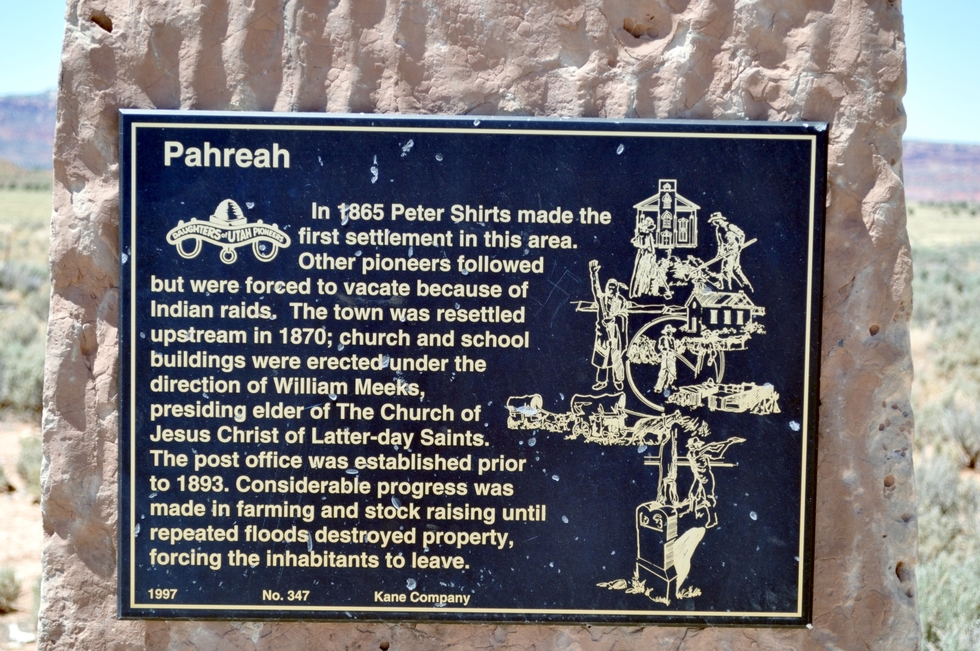 Pahreah
DAUGHTERS OF UTAH PIONEERS
In 1865 Peter Shirts made the
first settlement in this area.
Other pioneers followed
but were forced to vacate because of
Indian raids. The town was resettled
upstream in 1870; church and school
buildings were erected under the
direction of William Meeks,
presiding elder of The Church of
Jesus Christ of Latter-day Saints.
The post office was established prior
to 1893. Considerable progress was
made in farming and stock raising until
repeated floods destroyed property,
forcing the inhabitants to leave.
1997 No. 347 Kane Company